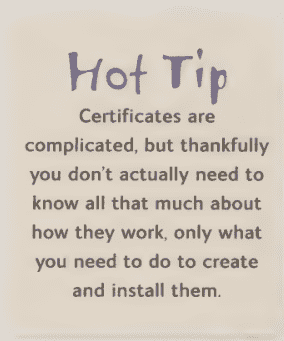 Hot Tip
Certificates are
complicated, but thankfully
you don't actually need to
know all that much about
how they work, only what
you need to do to create
and install them.